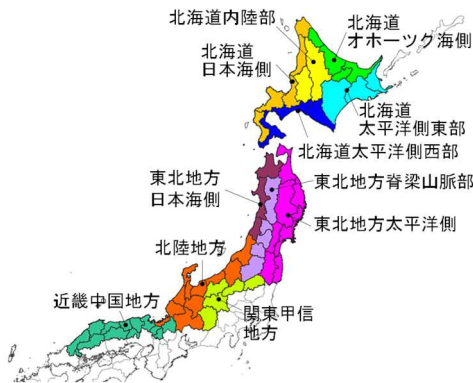 北海道内陸部
北海道
オホーツク海側
北海道
日本海側
北海道
太平洋側東部
北海道太平洋側西部
東北地方
日本海側
東北地方脊梁山脈部
東北地方太平洋側
北陸地方
近畿中国地方
関東甲信
地方